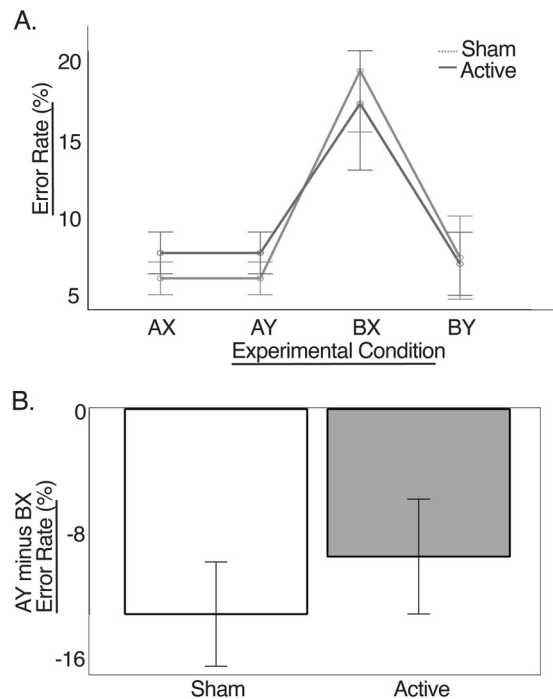 A.
20
15
10
5
Error Rate (%)
Sham
Active
AX AY BX BY
Experimental Condition
B.
0
-8
-16
AY minus BX
Error Rate (%)
Sham Active